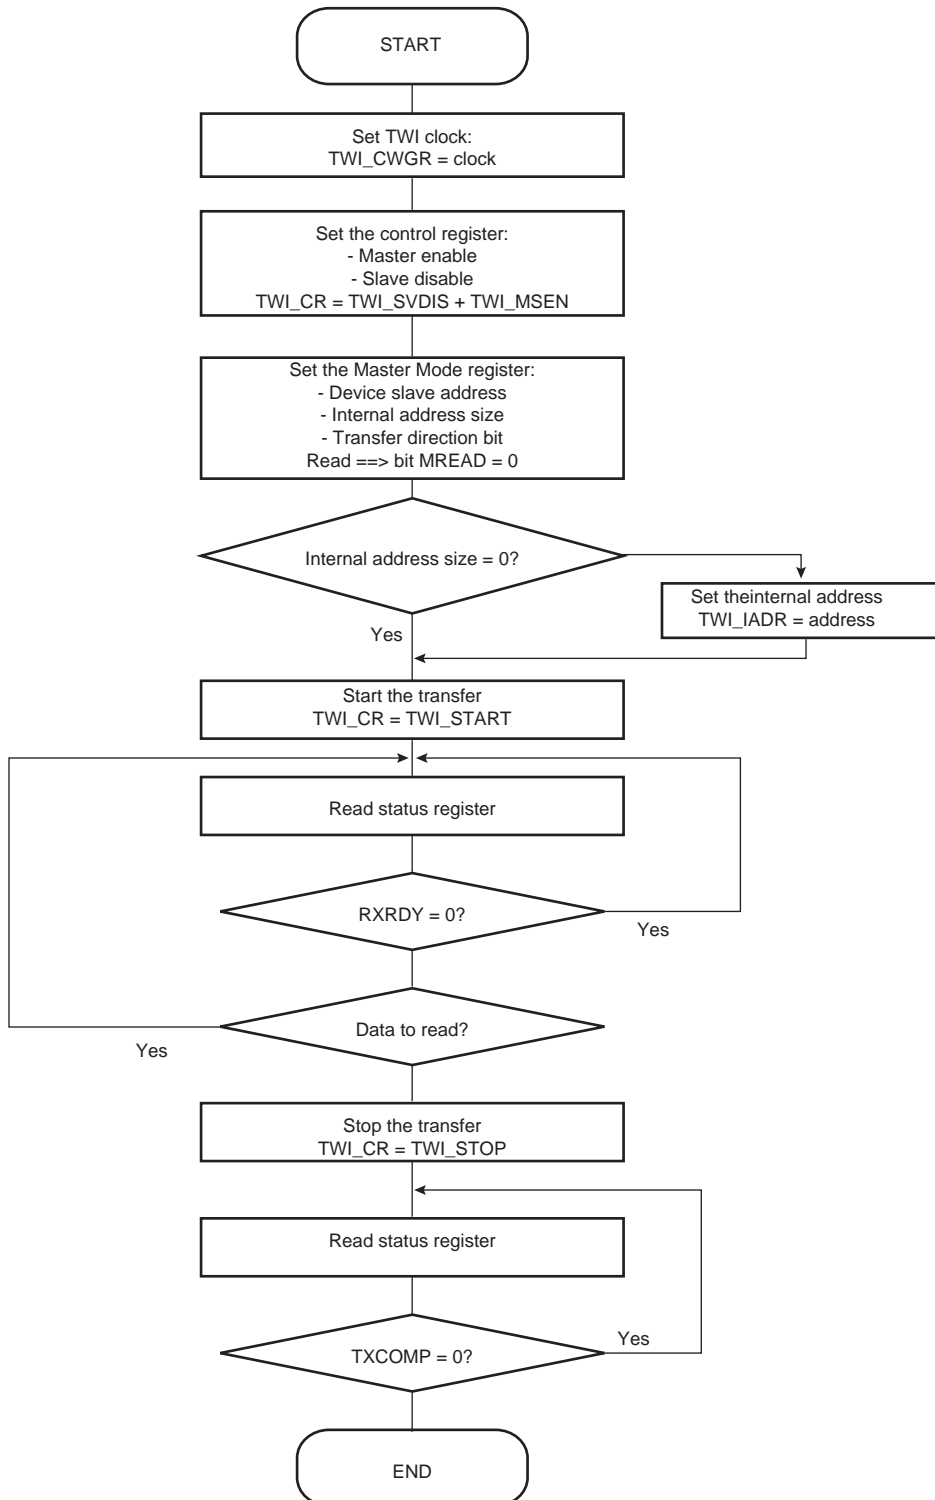 START
Set TWI clock:
TWI_CWGR = clock
Set the control register:
- Master enable
- Slave disable
TWI_CR = TWI_SVDIS + TWI_MSEN
Set the Master Mode register:
- Device slave address
- Internal address size
- Transfer direction bit
Read ==> bit MREAD = 0
Internal address size = 0?
Set theinternal address
TWI_IADR = address
Yes
Start the transfer
TWI_CR = TWI_START
Read status register
RXRDY = 0?
Yes
Data to read?
Yes
Stop the transfer
TWI_CR = TWI_STOP
Read status register
TXCOMP = 0?
Yes
END